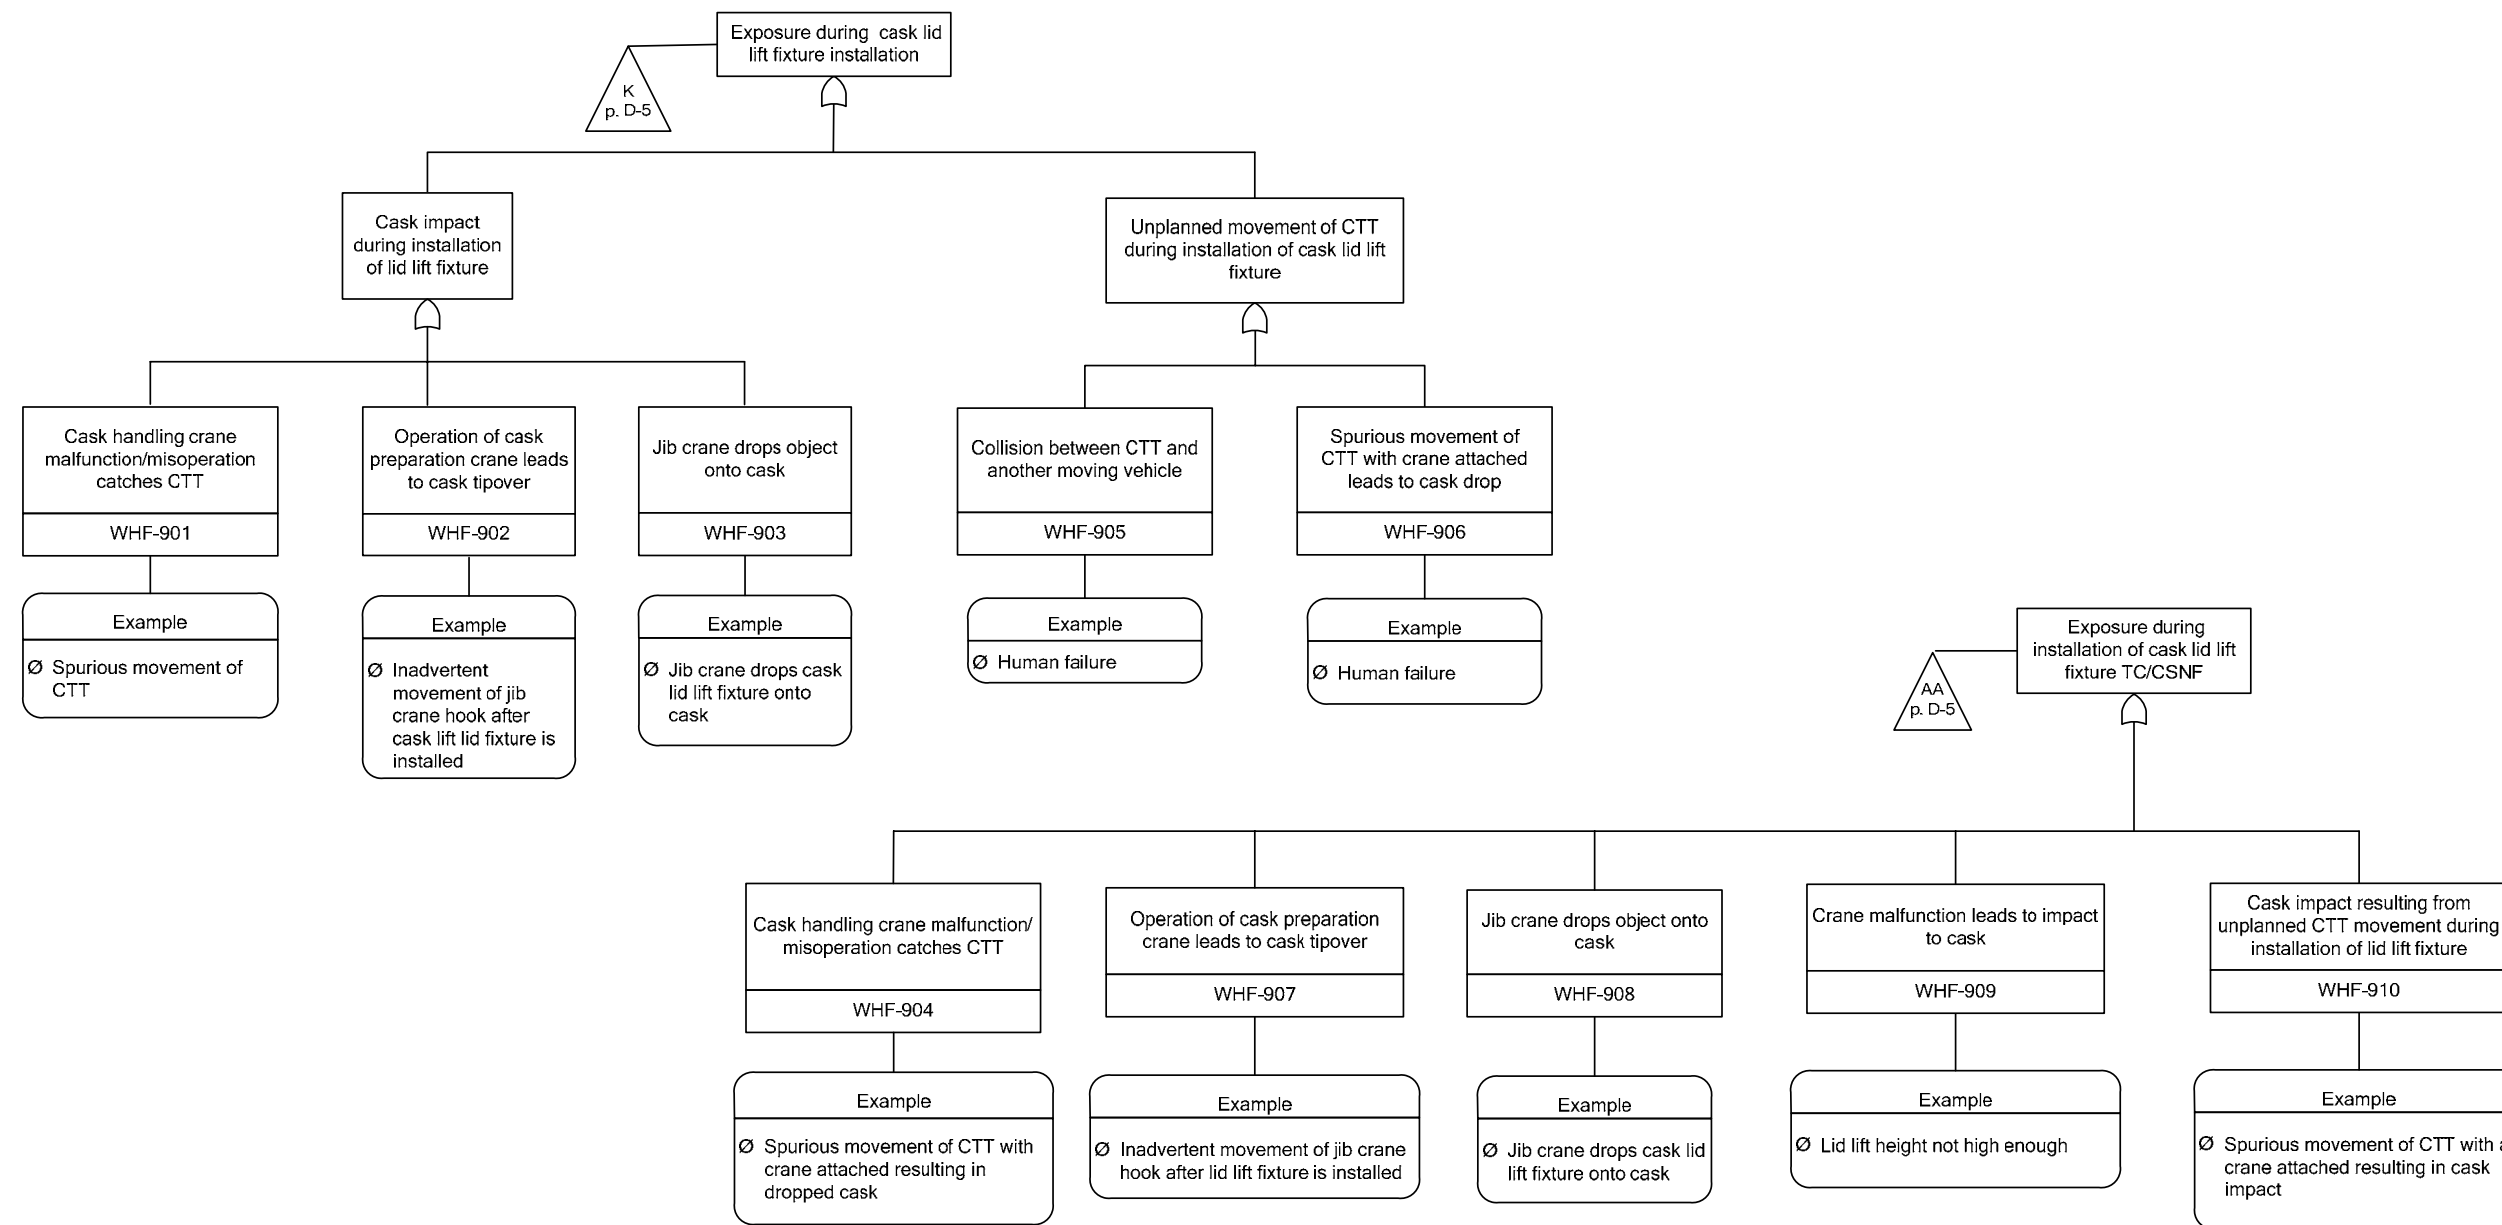 Exposure during cask lid
lift fixture installation
K
p. D-5
Cask impact
during installation
of lid lift fixture
Unplanned movement of CTT
during installation of cask lid lift
fixture
Cask handling crane
malfunction/misoperation
catches CTT
WHF-901
Operation of cask
preparation crane leads
to cask tipover
WHF-902
Jib crane drops object
onto cask
WHF-903
Collision between CTT and
another moving vehicle
WHF-905
Spurious movement of
CTT with crane attached
leads to cask drop
WHF-906
Example
Ø Spurious movement of
CTT
Example
Ø Inadvertent
movement of jib
crane hook after
cask lift lid fixture is
installed
Example
Ø Jib crane drops cask
lid lift fixture onto
cask
Example
Ø Human failure
Example
Ø Human failure
Exposure during
installation of cask lid lift
fixture TC/CSNF
AA
p. D-5
Cask handling crane malfunction/
misoperation catches CTT
WHF-904
Operation of cask preparation
crane leads to cask tipover
WHF-907
Jib crane drops object onto
cask
WHF-908
Crane malfunction leads to impact
to cask
WHF-909
Cask impact resulting from
unplanned CTT movement during
installation of lid lift fixture
WHF-910
Example
Ø Spurious movement of CTT with
crane attached resulting in
dropped cask
Example
Ø Inadvertent movement of jib crane
hook after lid lift fixture is installed
Example
Ø Jib crane drops cask lid
lift fixture onto cask
Example
Ø Lid lift height not high enough
Example
Ø Spurious movement of CTT with a
crane attached resulting in cask
impact